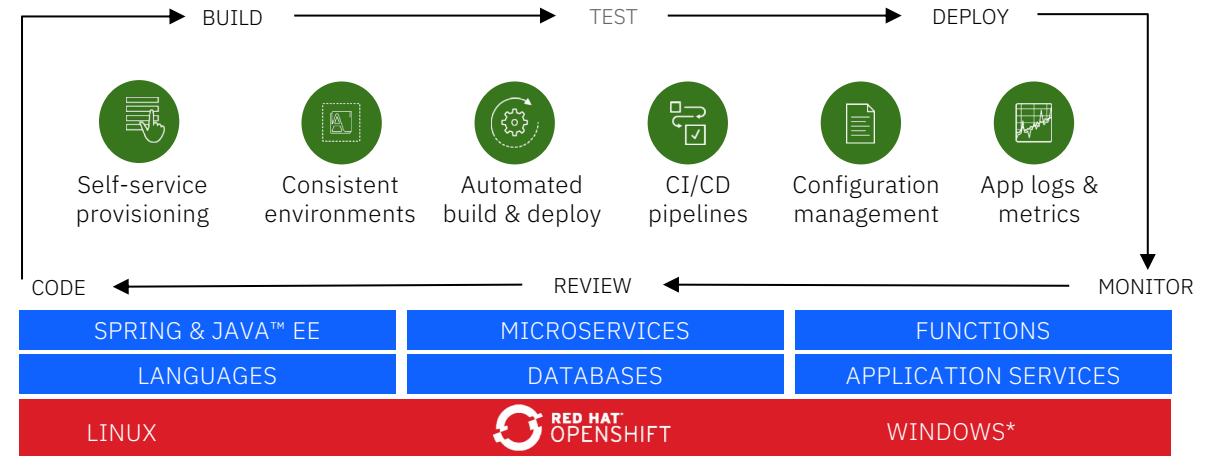 BUILD
TEST
DEPLOY
Self-service
provisioning
Consistent
environments
Automated
build & deploy
CI/CD
pipelines
Configuration
management
App logs &
metrics
CODE
REVIEW
MONITOR
SPRING & JAVA™ EE
MICROSERVICES
FUNCTIONS
LANGUAGES
DATABASES
APPLICATION SERVICES
LINUX
RED HAT
OPENSHIFT
WINDOWS*